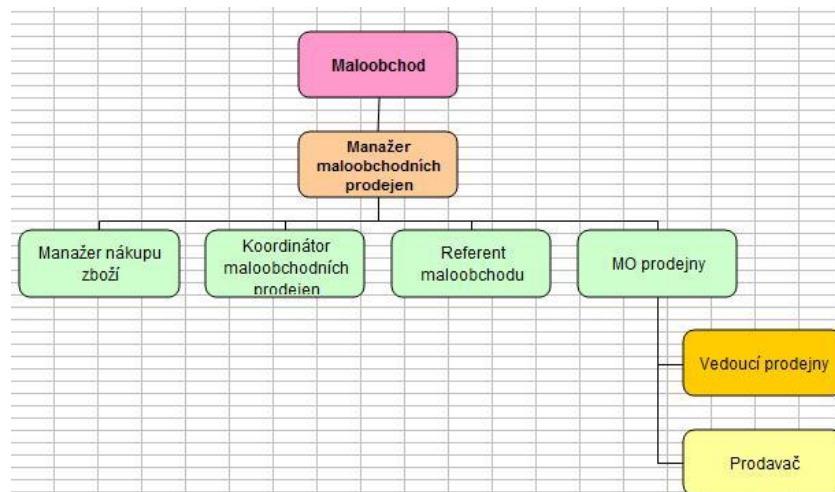 Maloobchod
Manažer
maloobchodních
prodejen
Manažer nákupu
zboží
Koordinátor
maloobchodních
prodejen
Referent
maloobchodu
MO prodejny
Vedoucí prodejny
Prodavač